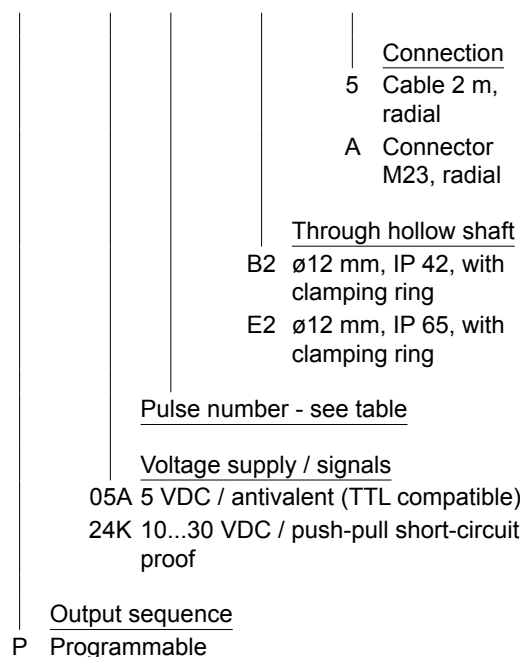 Connection
5 Cable 2 m,
radial
A Connector
M23, radial
Through hollow shaft
B2 ø12 mm, IP 42, with
clamping ring
E2 ø12 mm, IP 65, with
clamping ring
Pulse number - see table
Voltage supply / signals
05A 5 VDC / antivalent (TTL compatible)
24K 10...30 VDC / push-pull short-circuit
proof
Output sequence
P Programmable